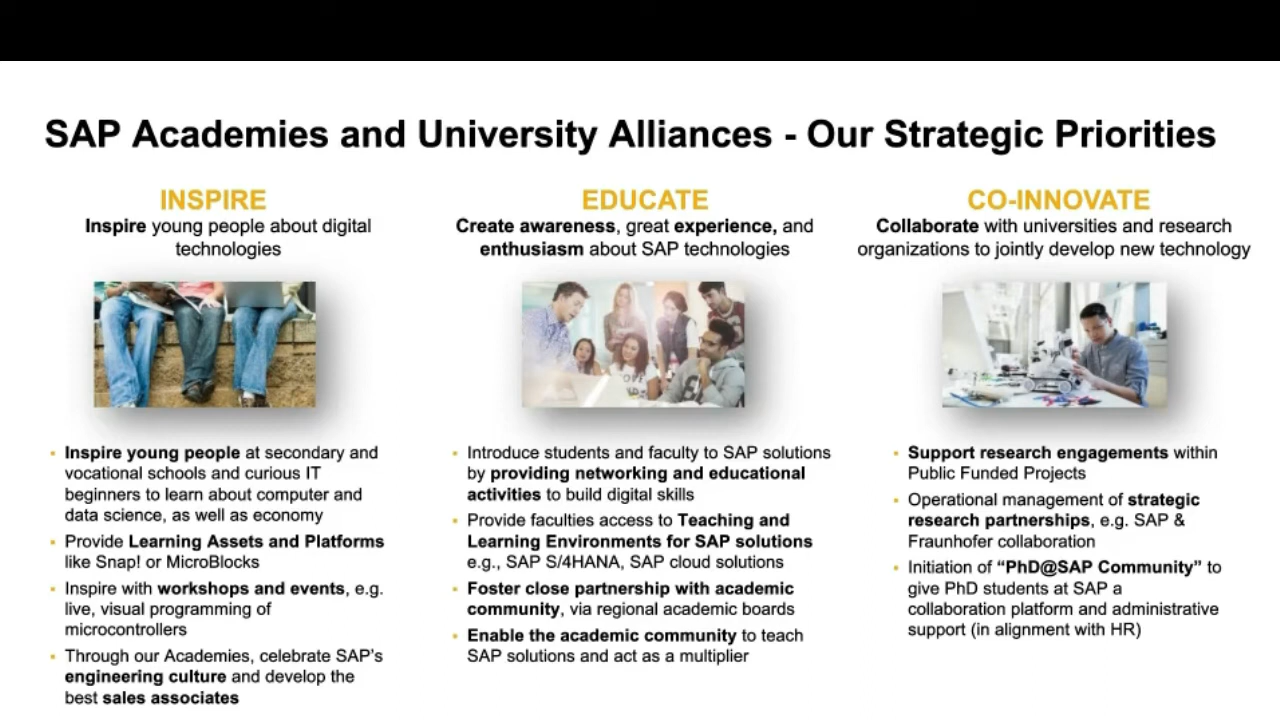 SAP Academies and University Alliances - Our Strategic Priorities
INSPIRE
Inspire young people about digital
technologies
▪ Inspire young people at secondary and
vocational schools and curious IT
beginners to learn about computer and
data science, as well as economy
▪ Provide Learning Assets and Platforms
like Snap! or MicroBlocks
▪ Inspire with workshops and events, e.g.
live, visual programming of
microcontrollers
▪ Through our Academies, celebrate SAP's
engineering culture and develop the
best sales associates
EDUCATE
Create awareness, great experience, and
enthusiasm about SAP technologies
▪ Introduce students and faculty to SAP solutions
by providing networking and educational
activities to build digital skills
▪ Provide faculties access to Teaching and
Learning Environments for SAP solutions
e.g., SAP S/4HANA, SAP cloud solutions
▪ Foster close partnership with academic
community, via regional academic boards
▪ Enable the academic community to teach
SAP solutions and act as a multiplier
CO-INNOVATE
Collaborate with universities and research
organizations to jointly develop new technology
▪ Support research engagements within
Public Funded Projects
▪ Operational management of strategic
research partnerships, e.g. SAP &
Fraunhofer collaboration
▪ Initiation of “PhD@SAP Community” to
give PhD students at SAP a
collaboration platform and administrative
support (in alignment with HR)